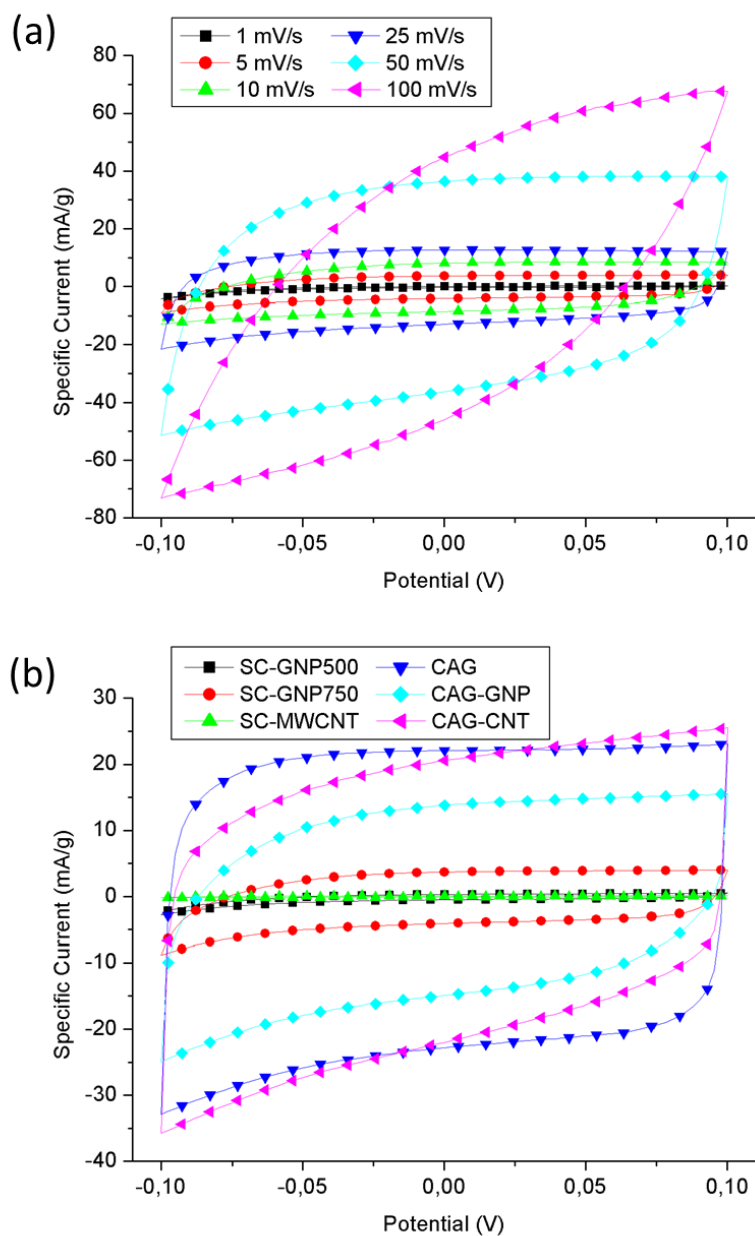 (a)
1 mV/s 25 mV/s
5 mV/s 50 mV/s
10 mV/s 100 mV/s
80
60
40
20
0
-20
-40
-60
-80
Specific Current (mA/g)
-0,10 -0,05 0,00 0,05 0,10
Potential (V)
(b)
SC-GNP500 CAG
SC-GNP750 CAG-GNP
SC-MWCNT CAG-CNT
30
20
10
0
-10
-20
-30
-40
Specific Current (mA/g)
-0,10 -0,05 0,00 0,05 0,10
Potential (V)